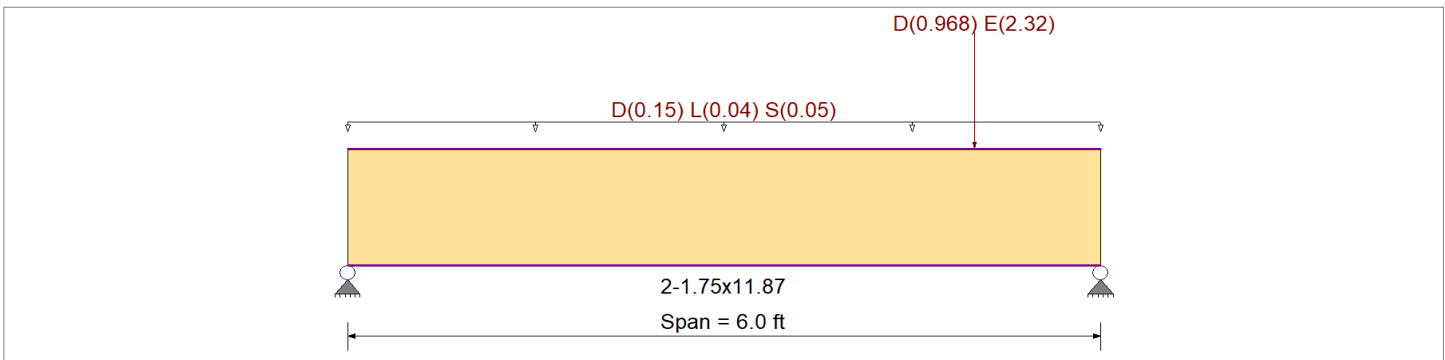 D(0.968) E(2.32)
D(0.15) L(0.04) S(0.05)
2-1.75x11.87
Span = 6.0 ft